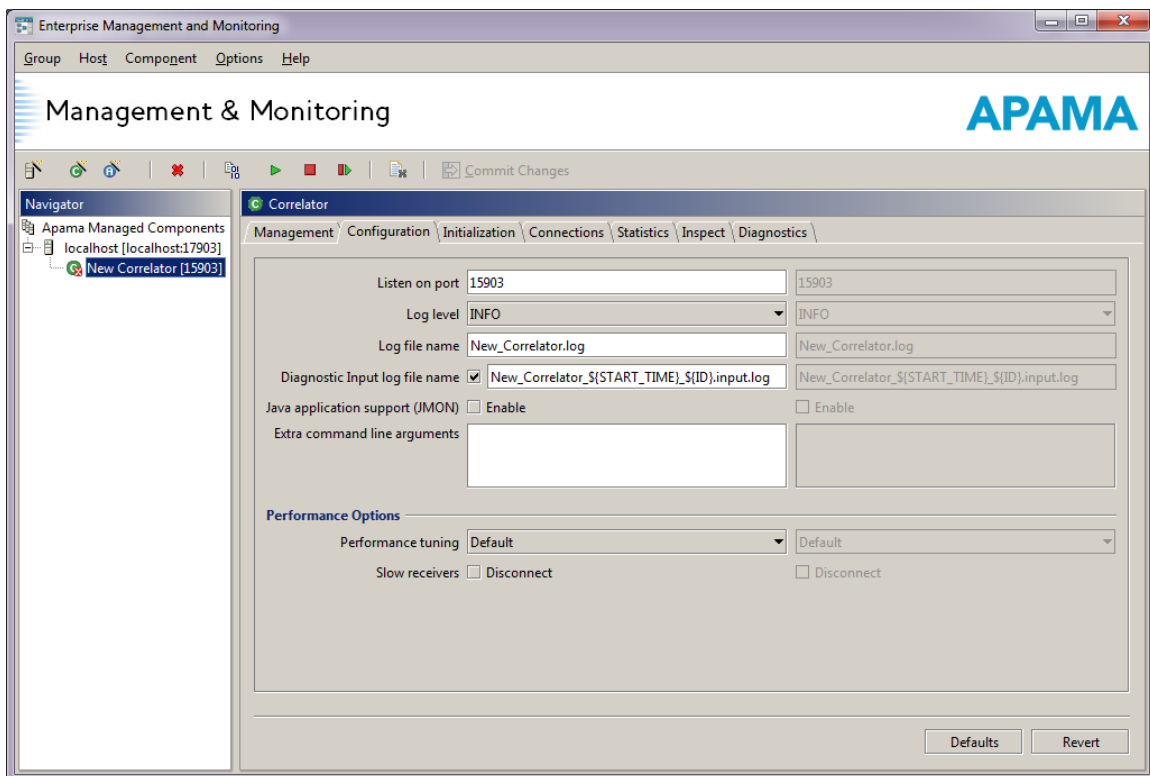 Enterprise Management and Monitoring
Group Host Component Options Help
Management & Monitoring
APAMA
Commit Changes
Navigator
Apama Managed Components
localhost [localhost:17903]
New Correlator [15903]
Correlator
Management Configuration Initialization Connections Statistics Inspect Diagnostics
Listen on port 15903 15903
Log level INFO INFO
Log file name New_Correlator.log New_Correlator.log
Diagnostic Input log file name New_Correlator_${START_TIME}_${ID}.input.log New_Correlator_${START_TIME}_${ID}.input.log
Java application support (JMON) Enable Enable
Extra command line arguments
Performance Options
Performance tuning Default Default
Slow receivers Disconnect Disconnect
Defaults Revert